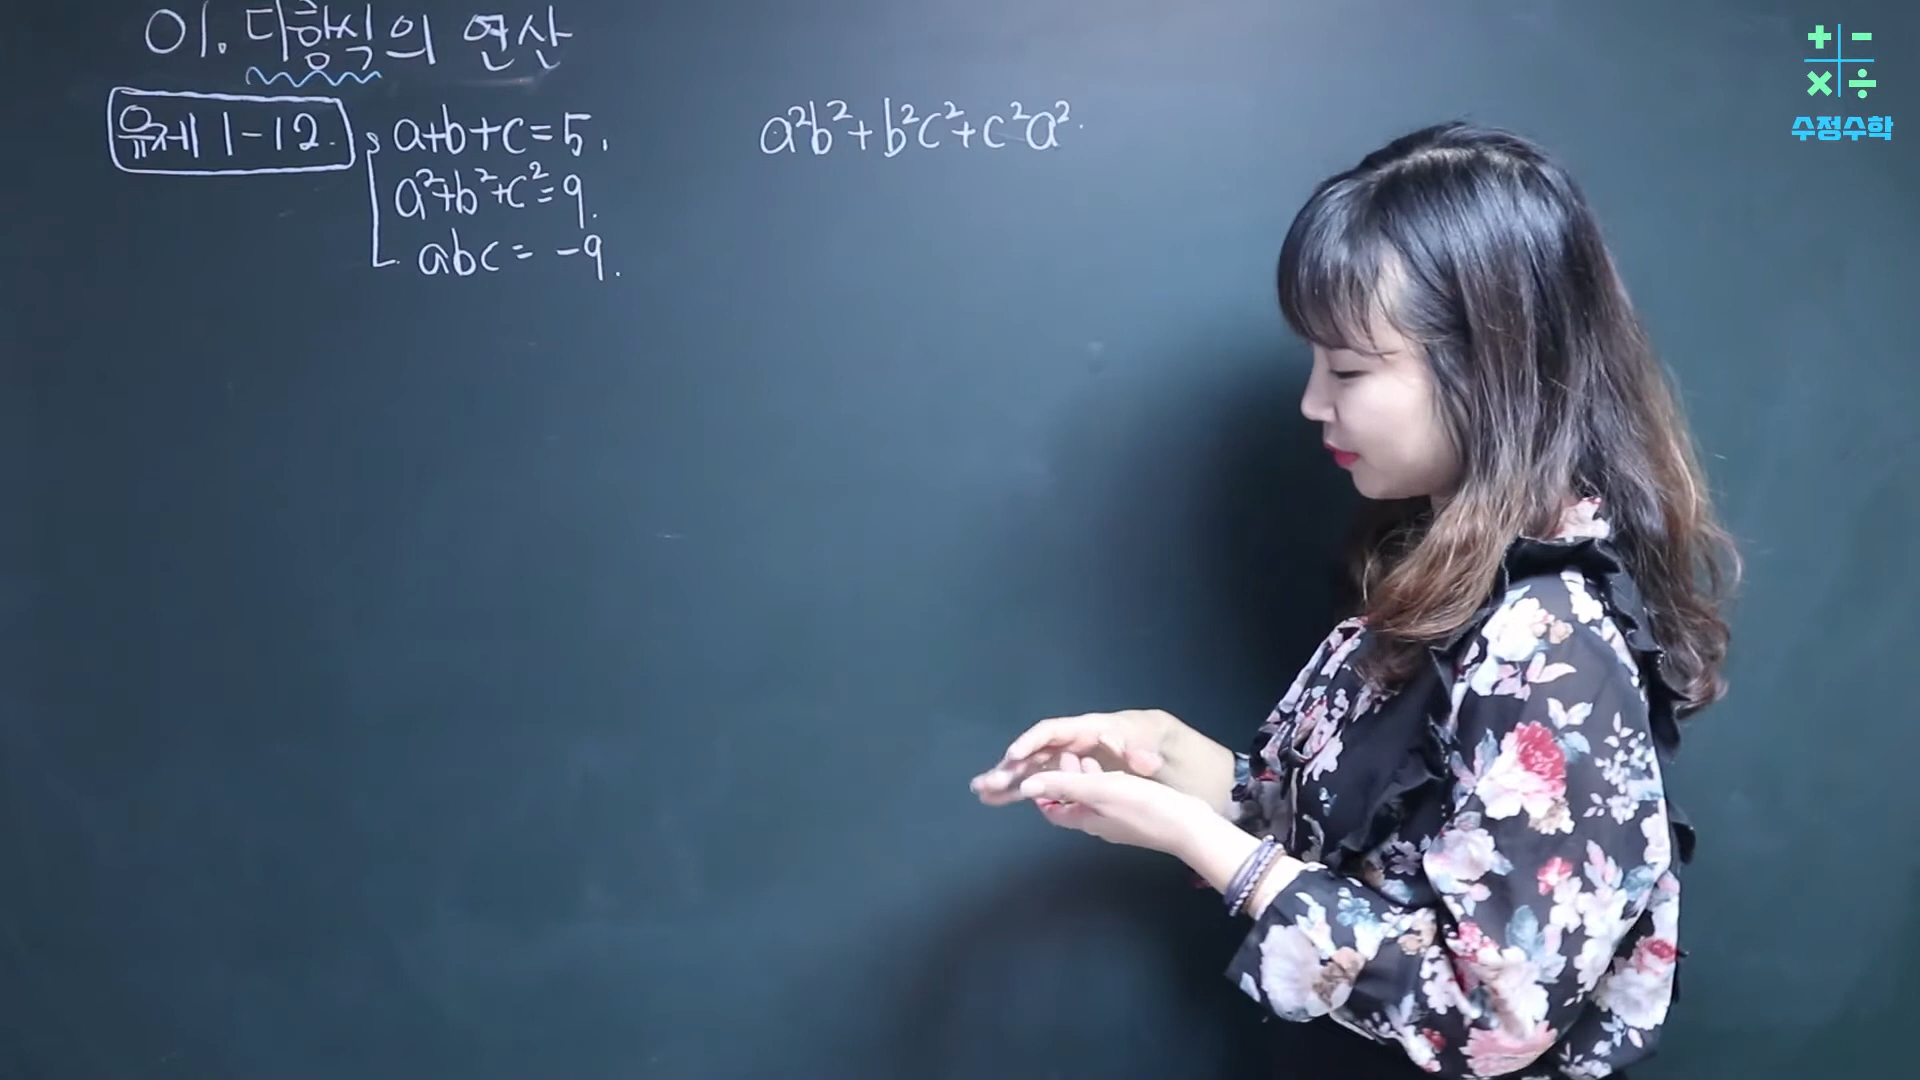 01. 다항식의 연산
유제 1-12. a+b+c=5. a²b²+b²c²+c²a².
a²+b²+c²=9.
abc= -9.
수정수학